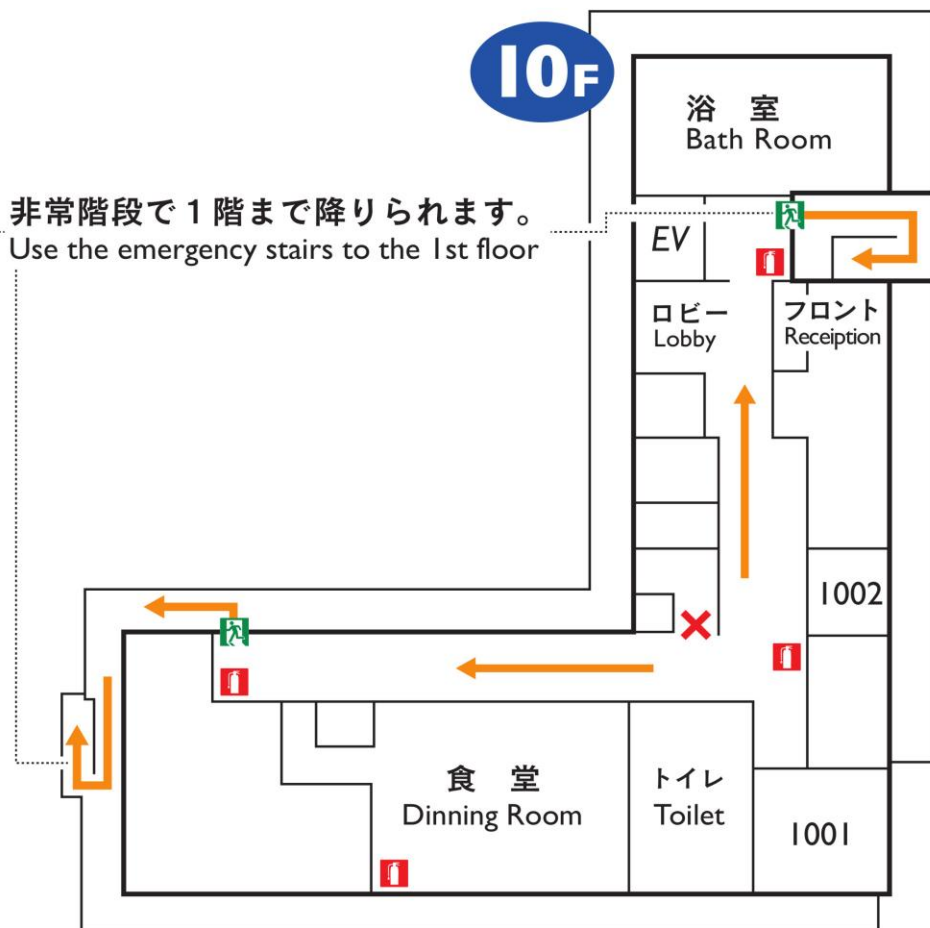 10F
浴 室
Bath Room
非常階段で1階まで降りられます。
Use the emergency stairs to the 1st floor
EV
ロビー
Lobby
フロント
Receiption
1002
食 堂
Dinning Room
トイレ
Toilet
1001